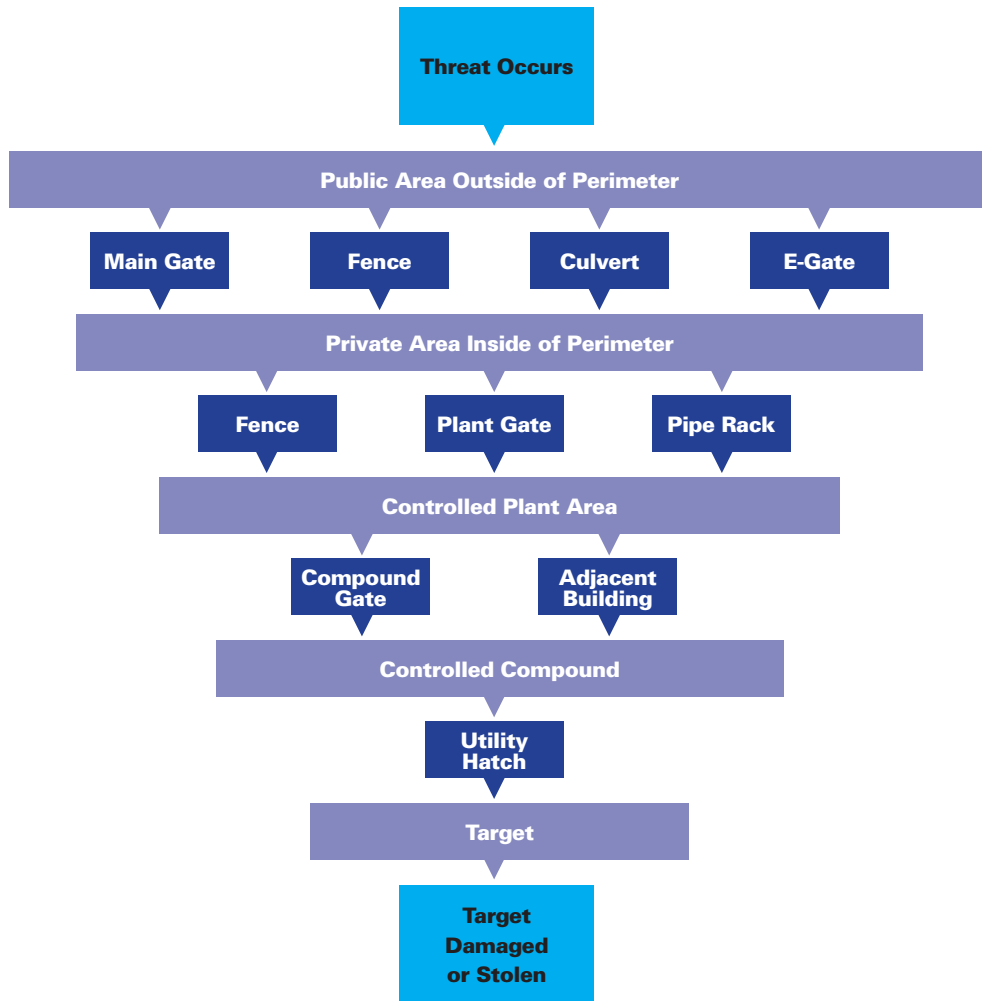 Threat Occurs
Public Area Outside of Perimeter
Main Gate
Fence
Culvert
E-Gate
Private Area Inside of Perimeter
Fence
Plant Gate
Pipe Rack
Controlled Plant Area
Compound
Gate
Adjacent
Building
Controlled Compound
Utility
Hatch
Target
Target
Damaged
or Stolen